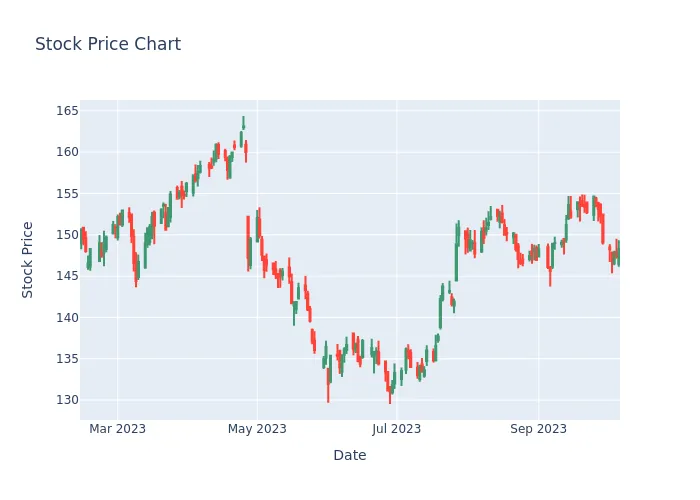 Stock Price Chart
Stock Price
165
160
155
150
145
140
135
130
Mar 2023
May 2023
Jul 2023
Sep 2023
Date